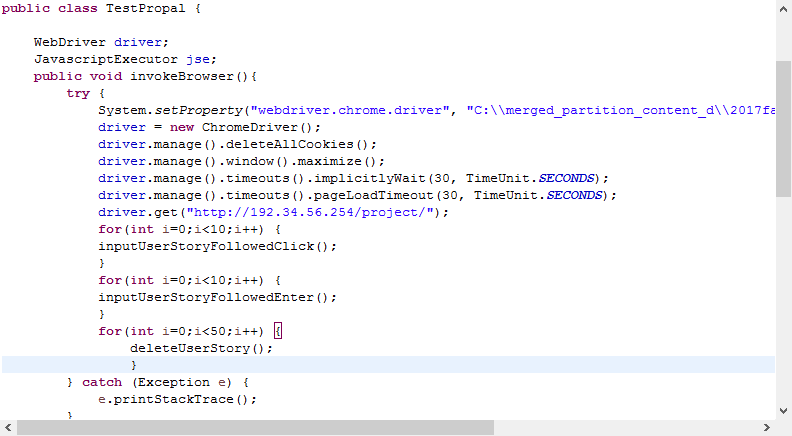 public class TestPropal {
WebDriver driver;
JavascriptExecutor jse;
public void invokeBrowser(){
try {
System.setProperty("webdriver.chrome.driver", "C:\\merged_partition_content_d\\2017fa
driver = new ChromeDriver();
driver.manage().deleteAllCookies();
driver.manage().window().maximize();
driver.manage().timeouts().implicitlyWait(30, TimeUnit.SECONDS);
driver.manage().timeouts().pageLoadTimeout(30, TimeUnit.SECONDS);
driver.get("http://192.34.56.254/project/");
for(int i=0;i<10;i++) {
inputUserStoryFollowedClick();
}
for(int i=0;i<10;i++) {
inputUserStoryFollowedEnter();
}
for(int i=0;i<50;i++) {
deleteUserStory();
}
} catch (Exception e) {
e.printStackTrace();
}